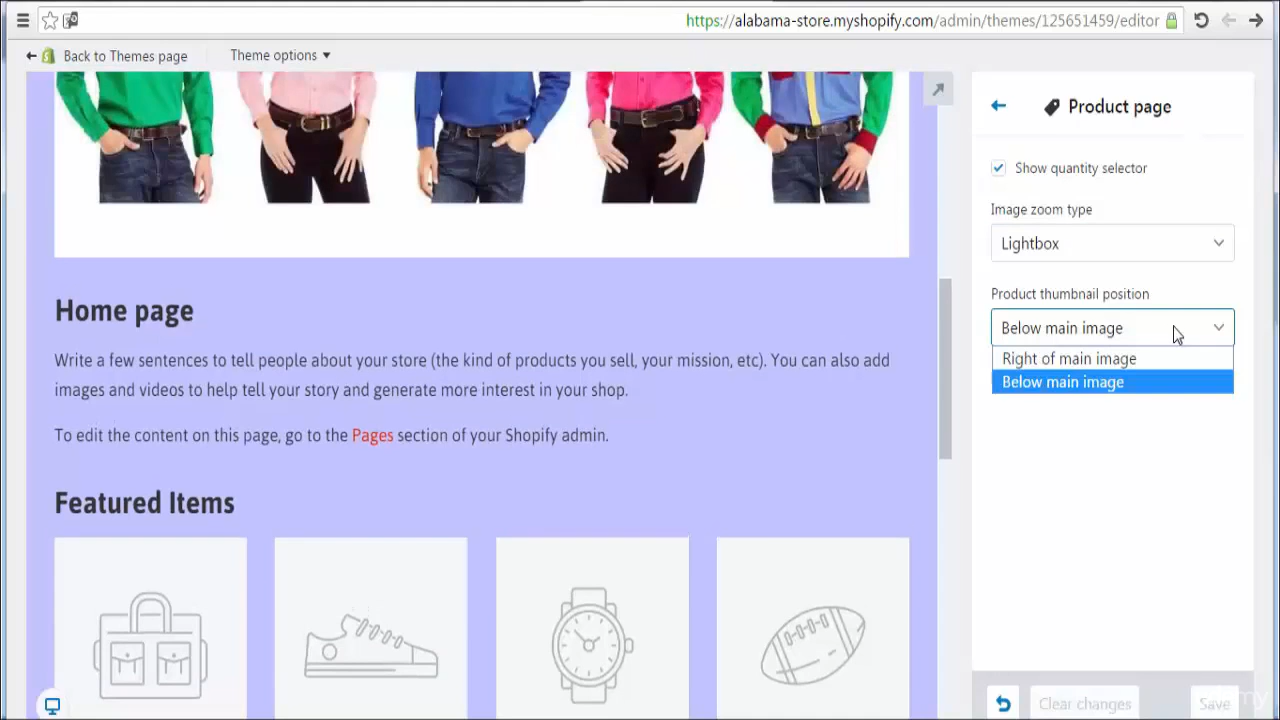 https://alabama-store.myshopify.com/admin/themes/125651459/editor
Back to Themes page
Theme options
Product page
Show quantity selector
Image zoom type
Lightbox
Product thumbnail position
Below main image
Right of main image
Below main image
Home page
Write a few sentences to tell people about your store (the kind of products you sell, your mission, etc). You can also add
images and videos to help tell your story and generate more interest in your shop.
To edit the content on this page, go to the Pages section of your Shopify admin.
Featured Items
Clear changes
Save